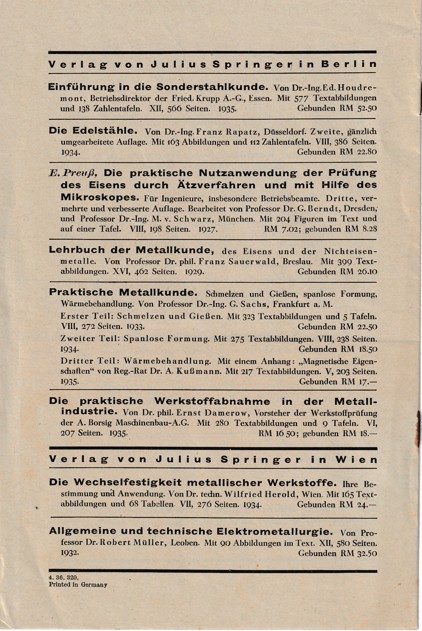 Verlag von Julius Springer in Berlin
Einführung in die Sonderstahlkunde. Von Dr.-Ing. Ed. Houdre-
mont, Betriebsdirektor der Fried. Krupp A.-G., Essen. Mit 577 Textabbildungen
und 138 Zahlentafeln. XII, 566 Seiten. 1935. Gebunden RM 52.50
Die Edelstähle. Von Dr.-Ing. Franz Rapatz, Düsseldorf. Zweite, gänzlich
umgearbeitete Auflage. Mit 163 Abbildungen und 112 Zahlentafeln. VIII, 386 Seiten.
1934. Gebunden RM 22.80
E. Preuß, Die praktische Nutzanwendung der Prüfung
des Eisens durch Ätzverfahren und mit Hilfe des
Mikroskopes. Für Ingenieure, insbesondere Betriebsbeamte. Dritte, ver-
mehrte und verbesserte Auflage. Bearbeitet von Professor Dr. G. Berndt, Dresden,
und Professor Dr.-Ing. M. v. Schwarz, München. Mit 204 Figuren im Text und
auf einer Tafel. VIII, 198 Seiten. 1927. RM 7.02; gebunden RM 8.28
Lehrbuch der Metallkunde, des Eisens und der Nichteisen-
metalle. Von Professor Dr. phil. Franz Sauerwald, Breslau. Mit 399 Text-
abbildungen. XVI, 462 Seiten. 1929. Gebunden RM 26.10
Praktische Metallkunde. Schmelzen und Gießen, spanlose Formung,
Wärmebehandlung. Von Professor Dr.-Ing. G. Sachs, Frankfurt a. M.
Erster Teil: Schmelzen und Gießen. Mit 323 Textabbildungen und 5 Tafeln.
VIII, 272 Seiten. 1933. Gebunden RM 22.50
Zweiter Teil: Spanlose Formung. Mit 275 Textabbildungen. VIII, 238 Seiten.
1934. Gebunden RM 18.50
Dritter Teil: Wärmebehandlung. Mit einem Anhang: „Magnetische Eigen-
schaften“ von Reg.-Rat Dr. A. Kußmann. Mit 217 Textabbildungen. V, 203 Seiten.
1935. Gebunden RM 17.—
Die praktische Werkstoffabnahme in der Metall-
industrie. Von Dr. phil. Ernst Damerow, Vorsteher der Werkstoffprüfung
der A. Borsig Maschinenbau-A.G. Mit 280 Textabbildungen und 9 Tafeln. VI,
207 Seiten. 1935. RM 16 50; gebunden RM 18.—
Verlag von Julius Springer in Wien
Die Wechselfestigkeit metallischer Werkstoffe. Ihre Be-
stimmung und Anwendung. Von Dr. techn. Wilfried Herold, Wien. Mit 165 Text-
abbildungen und 68 Tabellen VII, 276 Seiten. 1934. Gebunden RM 24.—
Allgemeine und technische Elektrometallurgie. Von Pro-
fessor Dr. Robert Müller, Leoben. Mit 90 Abbildungen im Text. XII, 580 Seiten.
1932. Gebunden RM 32.50
4. 36. 320.
Printed in Germany